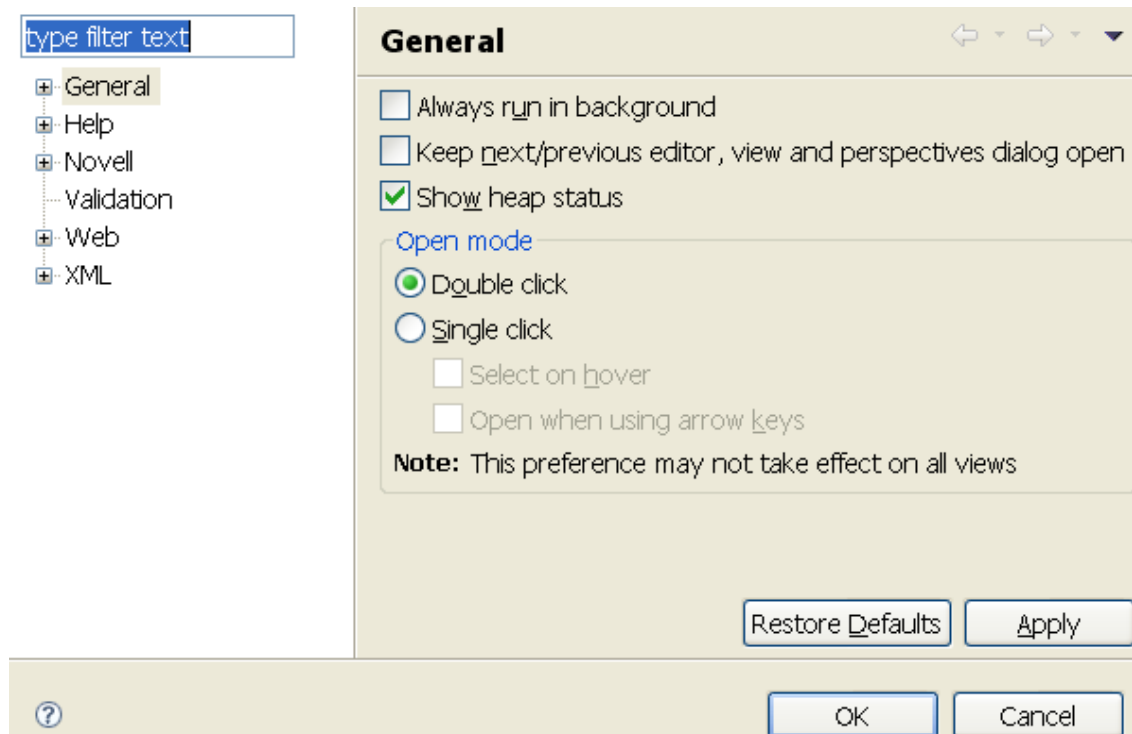 type filter text
General
Help
Novell
Validation
Web
XML
General
Always run in background
Keep next/previous editor, view and perspectives dialog open
Show heap status
Open mode
Double click
Single click
Select on hover
Open when using arrow keys
Note: This preference may not take effect on all views
Restore Defaults Apply
? OK Cancel